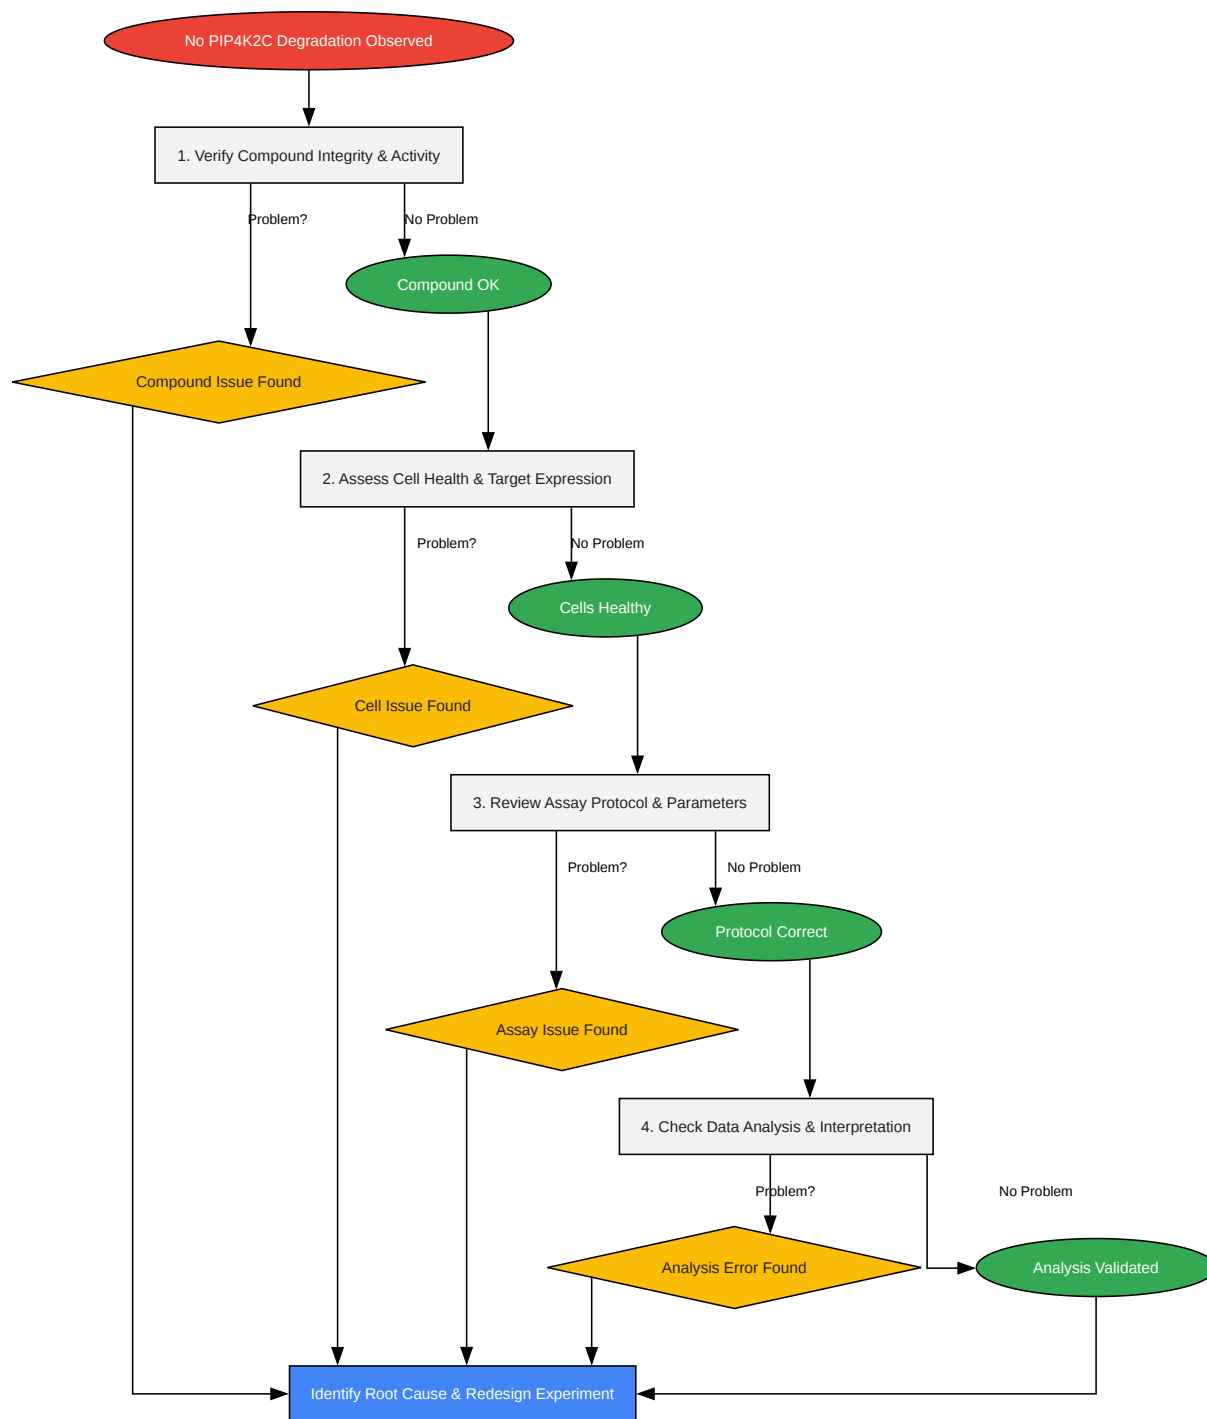 No PIP4K2C Degradation Observed
1. Verify Compound Integrity & Activity
Problem?
No Problem
Compound OK
Compound Issue Found
2. Assess Cell Health & Target Expression
Problem?
No Problem
Cells Healthy
Cell Issue Found
3. Review Assay Protocol & Parameters
Problem?
No Problem
Protocol Correct
Assay Issue Found
4. Check Data Analysis & Interpretation
Problem?
No Problem
Analysis Error Found
Analysis Validated
Identify Root Cause & Redesign Experiment